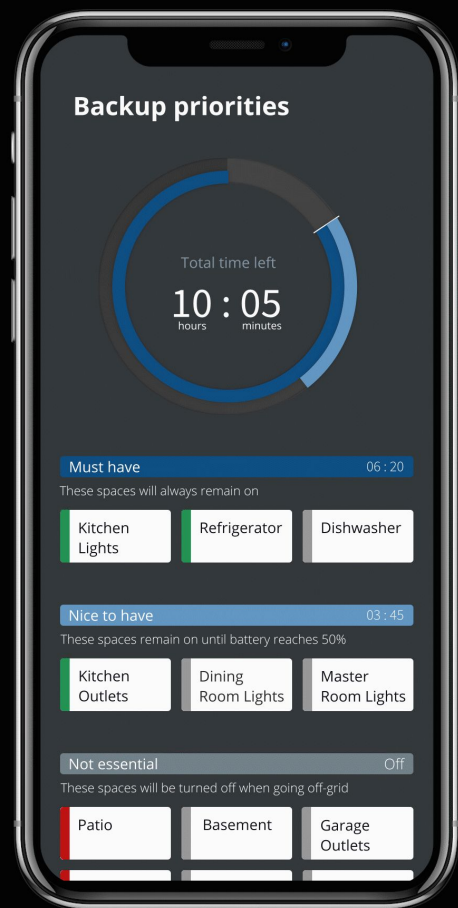 Backup priorities
Total time left
10 : 05
hours minutes
Must have 06 : 20
These spaces will always remain on
Kitchen
Lights
Refrigerator
Dishwasher
Nice to have 03 : 45
These spaces remain on until battery reaches 50%
Kitchen
Outlets
Dining
Room Lights
Master
Room Lights
Not essential Off
These spaces will be turned off when going off-grid
Patio
Basement
Garage
Outlets